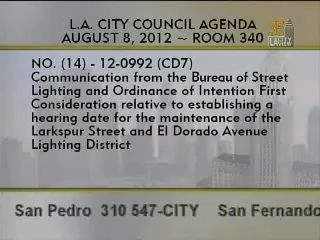 L.A. CITY COUNCIL AGENDA
AUGUST 8, 2012 ~ ROOM 340
NO. (14) - 12-0992 (CD7)
Communication from the Bureau of Street
Lighting and Ordinance of Intention First
Consideration relative to establishing a
hearing date for the maintenance of the
Larkspur Street and El Dorado Avenue
Lighting District
San Pedro 310 547-CITY San Fernando